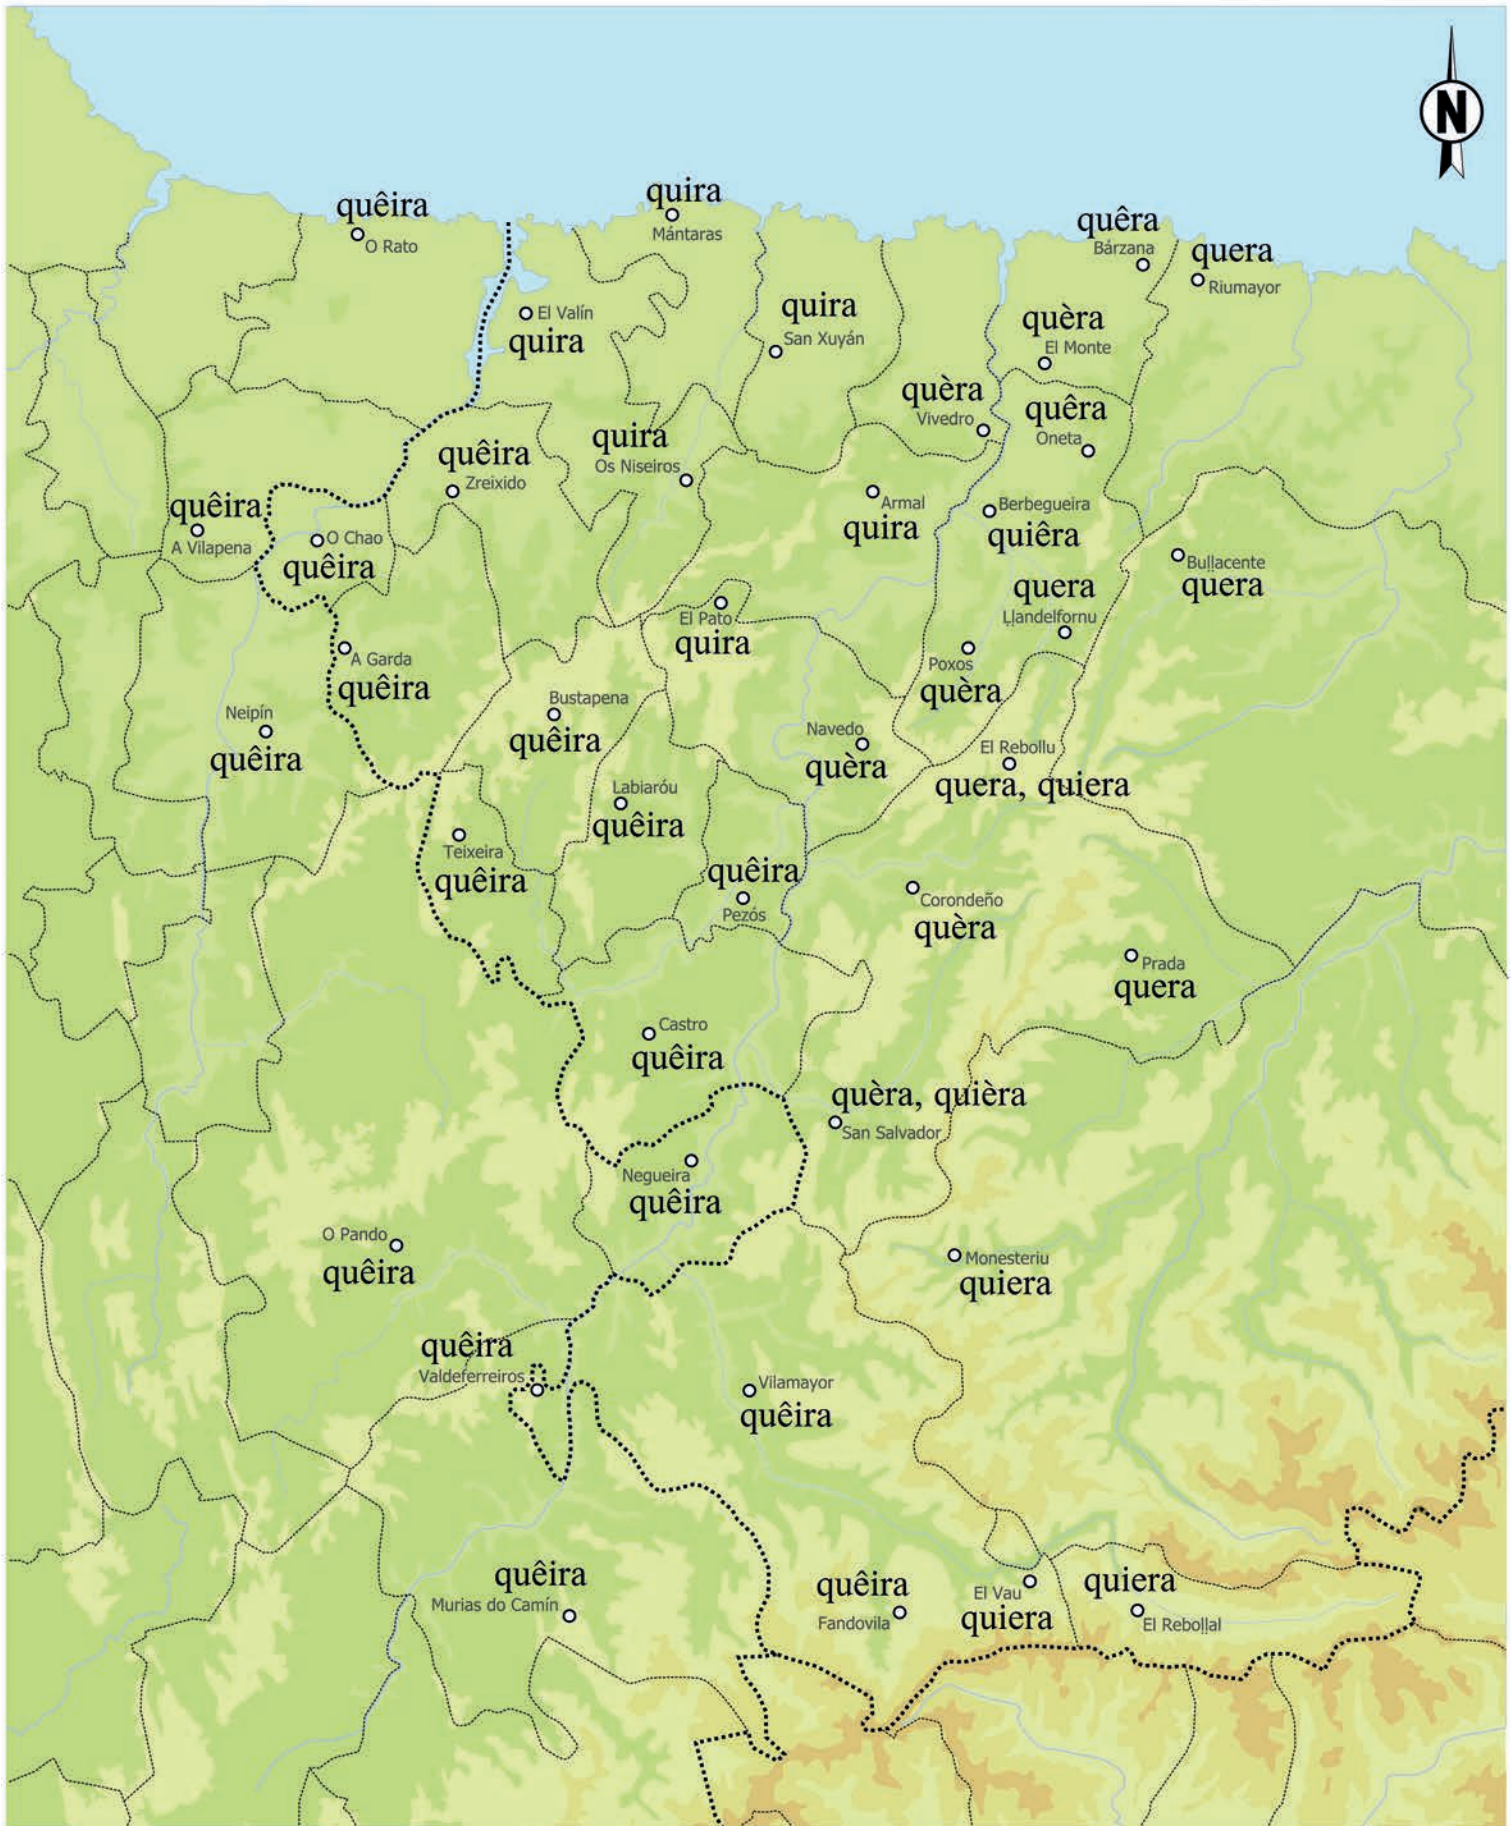 N
quira
Mántaras
quêira
O Rato
quêra
Bárzana
quera
Riumayor
El Valín
quira
quira
San Xuyán
quèra
El Monte
quèra
Vivedro
quêra
Oneta
quira
Os Niseiros
quêira
Zreixido
quêira
A Vilapena
O Chao
quêira
Armal
quira
Berbegueira
quiêra
Buḷḷacente
quera
quera
Ḷḷandelfornu
El Pato
quira
A Garda
quêira
Poxos
quèra
Bustapena
quêira
Neipín
quêira
Navedo
quèra
El Rebollu
quera, quiera
Labiaróu
quêira
Teixeira
quêira
quêira
Pezós
Corondeño
quèra
Prada
quera
Castro
quêira
quèra, quièra
San Salvador
Negueira
quêira
O Pando
quêira
Monesteriu
quiera
quêira
Valdeferreiros
Vilamayor
quêira
quêira
Murias do Camín
quêira
Fandovila
El Vau
quiera
quiera
El Reboḷḷal